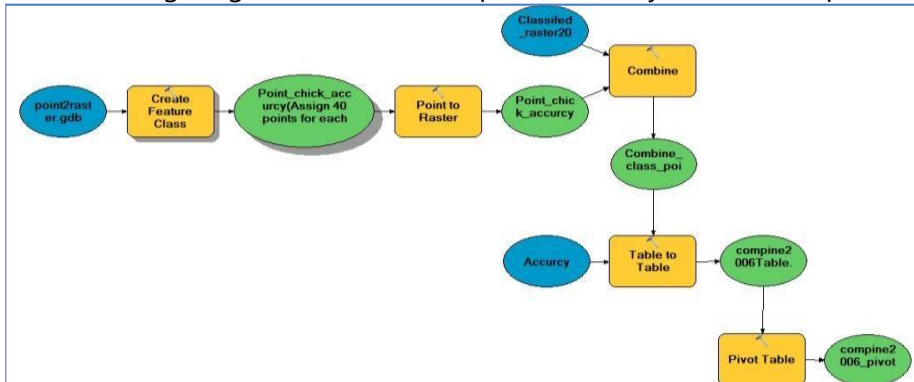 Classifed
_raster20
Combine
point2rast
er.gdb
Create
Feature
Class
Point_chick_acc
urcy(Assign 40
points for each
Point to
Raster
Point_chic
k_accurcy
Combine_
class_poi
Accurcy
Table to
Table
compine2
006Table.
Pivot Table
compine2
006_pivot